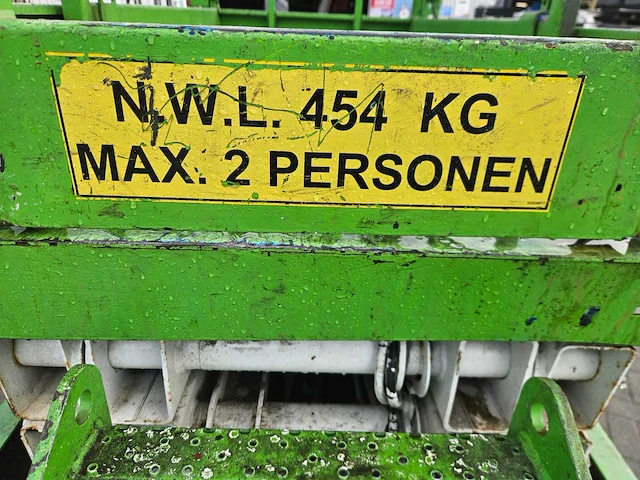 N.W.L. 454 KG
MAX. 2 PERSONEN